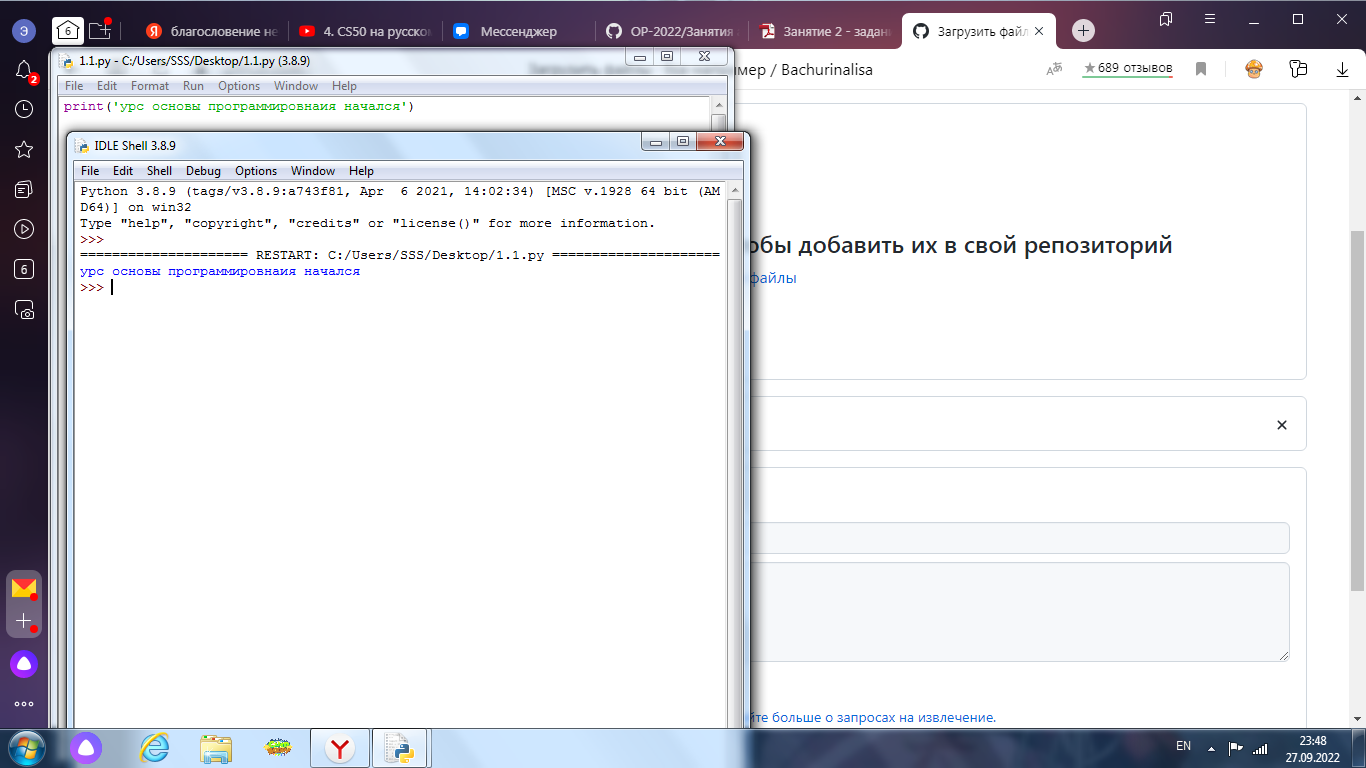 Э
6
благословение не
4. CS50 на русско
Мессенджер
OP-2022/Занятия
Занятие 2 - задан
Загрузить файл
2
1.1.py - C:/Users/SSS/Desktop/1.1.py (3.8.9)
File Edit Format Run Options Window Help
print('урс основы программировнаия начался')
/ Bachurinalisa
689 отзывов
IDLE Shell 3.8.9
File Edit Shell Debug Options Window Help
Python 3.8.9 (tags/v3.8.9:a743f81, Apr  6 2021, 14:02:34) [MSC v.1928 64 bit (AM
D64)] on win32
Type "help", "copyright", "credits" or "license()" for more information.
>>>
===================== RESTART: C:/Users/SSS/Desktop/1.1.py =====================
урс основы программировнаия начался
>>>
обы добавить их в свой репозиторий
файлы
6
йте больше о запросах на извлечение.
EN
23:48
27.09.2022